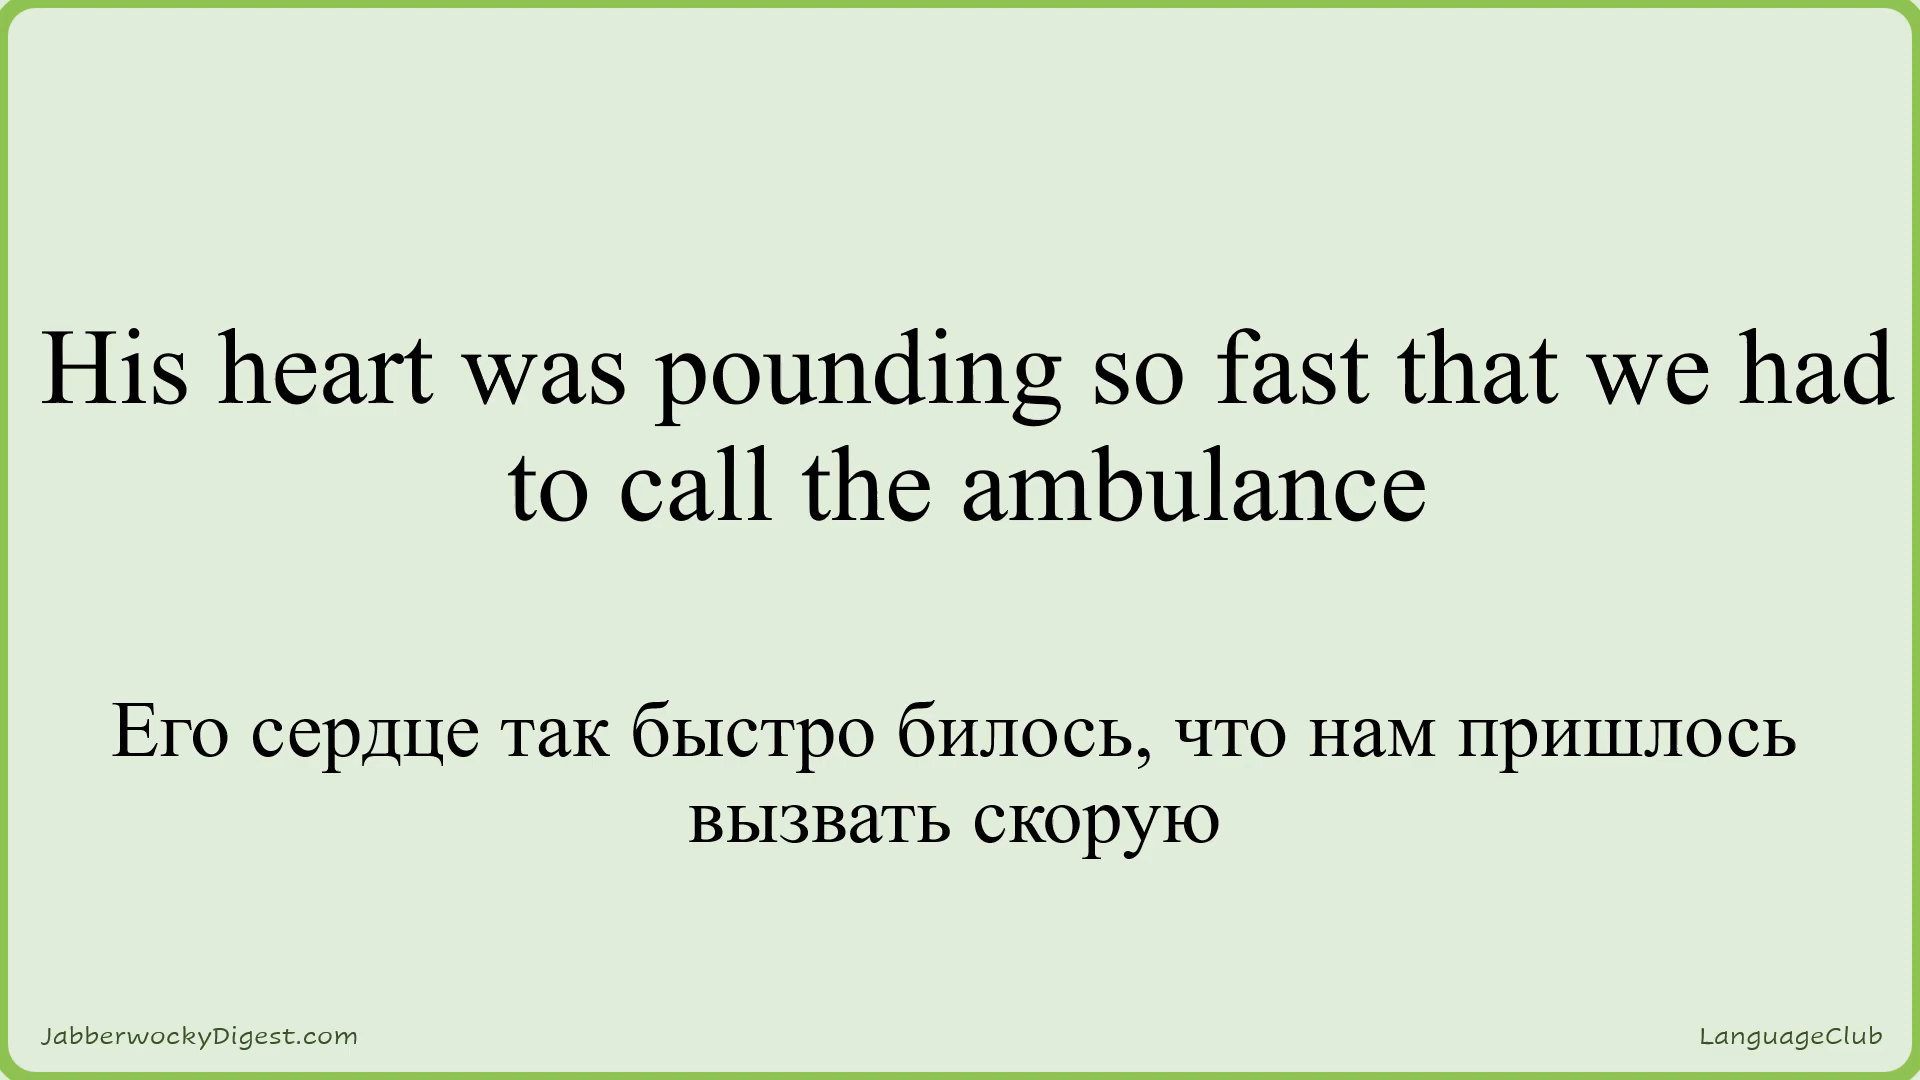 His heart was pounding so fast that we had
to call the ambulance
Его сердце так быстро билось, что нам пришлось
вызвать скорую
JabberwockyDigest.com
LanguageClub